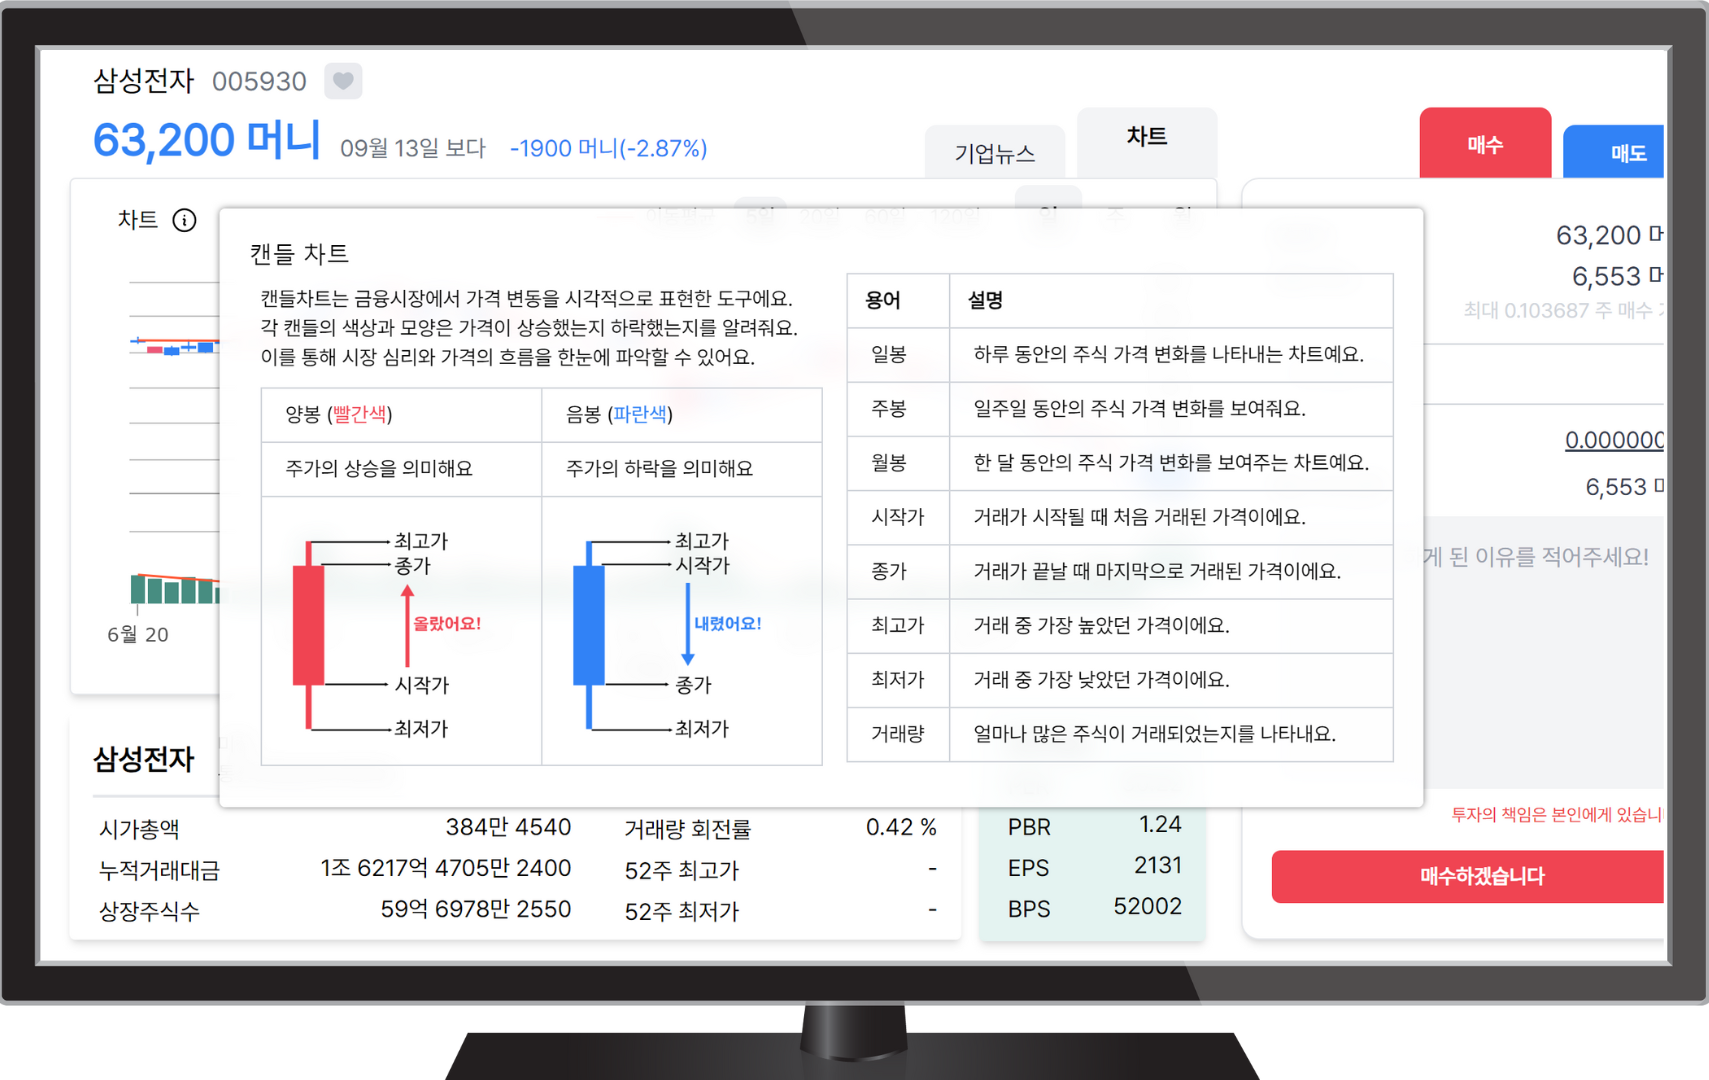 삼성전자 005930
63,200 머니 09월 13일 보다 -1900 머니(-2.87%)
기업뉴스
차트
매수
매도
차트
5일 20일 60일 120일
일 주 월
캔들 차트
캔들차트는 금융시장에서 가격 변동을 시각적으로 표현한 도구에요.
각 캔들의 색상과 모양은 가격이 상승했는지 하락했는지를 알려줘요.
이를 통해 시장 심리와 가격의 흐름을 한눈에 파악할 수 있어요.
양봉 (빨간색) 음봉 (파란색)
주가의 상승을 의미해요 주가의 하락을 의미해요
최고가
종가
올랐어요!
시작가
최저가
최고가
시작가
내렸어요!
종가
최저가
용어 설명
일봉 하루 동안의 주식 가격 변화를 나타내는 차트예요.
주봉 일주일 동안의 주식 가격 변화를 보여줘요.
월봉 한 달 동안의 주식 가격 변화를 보여주는 차트예요.
시작가 거래가 시작될 때 처음 거래된 가격이에요.
종가 거래가 끝날 때 마지막으로 거래된 가격이에요.
최고가 거래 중 가장 높았던 가격이에요.
최저가 거래 중 가장 낮았던 가격이에요.
거래량 얼마나 많은 주식이 거래되었는지를 나타내요.
6월 20
63,200
6,553
최대 0.103687 주 매수
0.000000
6,553
게 된 이유를 적어주세요!
투자의 책임은 본인에게 있습니
매수하겠습니다
삼성전자
시가총액 384만 4540 거래량 회전률 0.42 %
누적거래대금 1조 6217억 4705만 2400 52주 최고가 -
상장주식수 59억 6978만 2550 52주 최저가 -
PBR 1.24
EPS 2131
BPS 52002